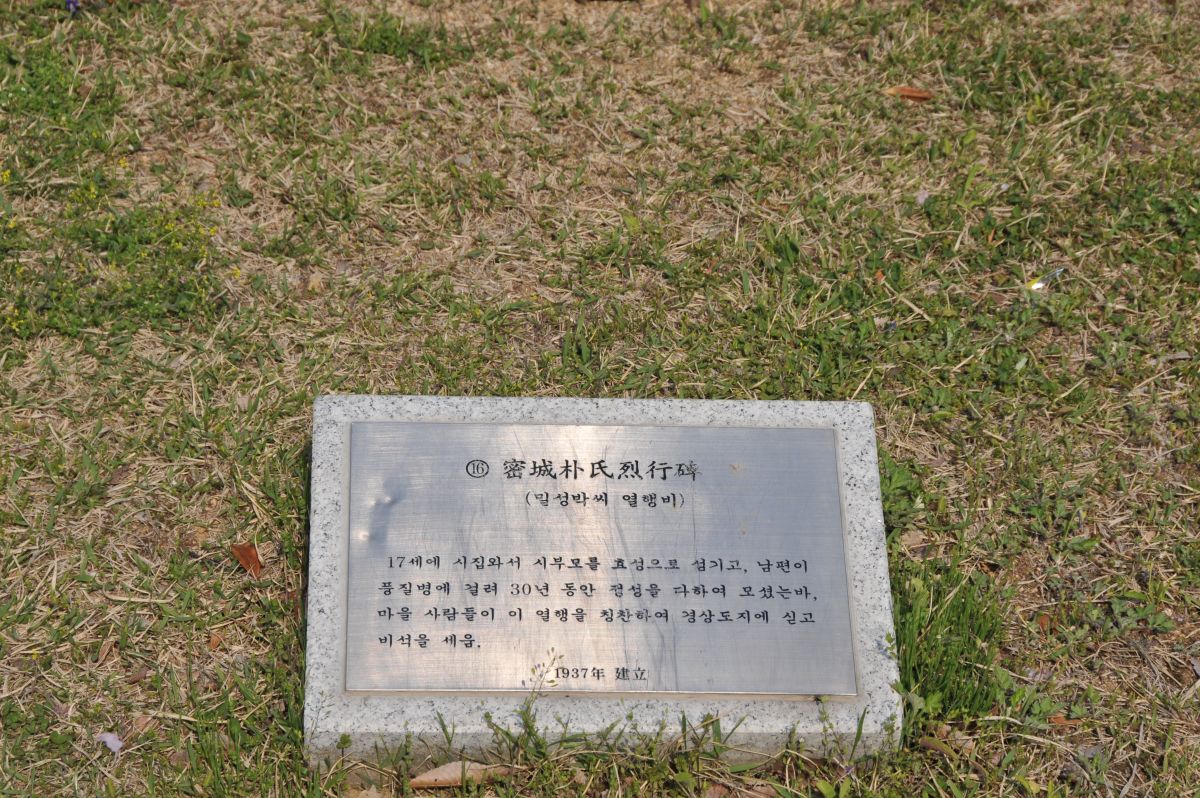 ⑯ 密城朴氏烈行碑
(밀성박씨 열행비)
17세에 시집와서 시부모를 효성으로 섬기고, 남편이
풍질병에 걸려 30년 동안 정성을 다하여 모셨는바,
마을 사람들이 이 열행을 칭찬하여 경상도지에 싣고
비석을 세움.
1937年 建立